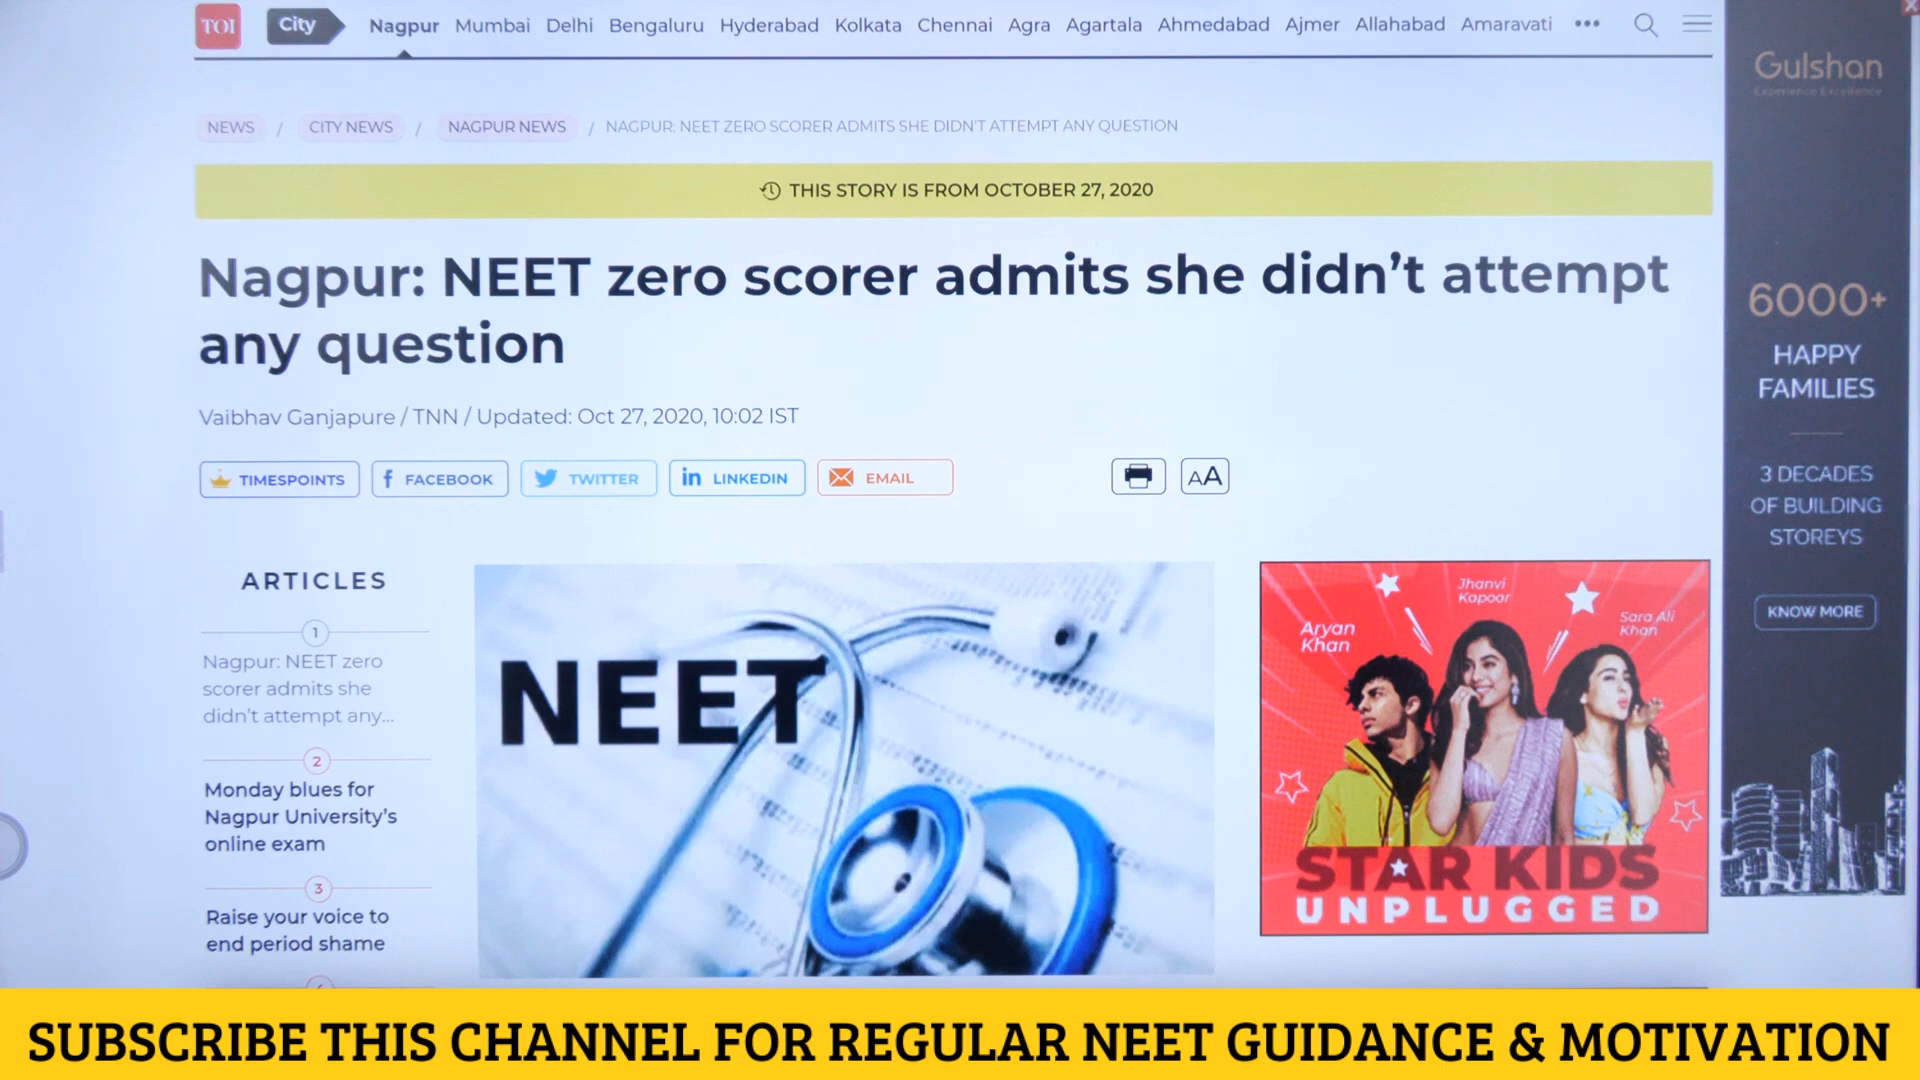 TOI
City
Nagpur Mumbai Delhi Bengaluru Hyderabad Kolkata Chennai Agra Agartala Ahmedabad Ajmer Allahabad Amaravati •••
NEWS / CITY NEWS / NAGPUR NEWS / NAGPUR: NEET ZERO SCORER ADMITS SHE DIDN'T ATTEMPT ANY QUESTION
THIS STORY IS FROM OCTOBER 27, 2020
Nagpur: NEET zero scorer admits she didn't attempt
any question
Vaibhav Ganjapure / TNN / Updated: Oct 27, 2020, 10:02 IST
TIMESPOINTS
FACEBOOK
TWITTER
LINKEDIN
EMAIL
AA
ARTICLES
1
Nagpur: NEET zero
scorer admits she
didn't attempt any...
2
Monday blues for
Nagpur University's
online exam
3
Raise your voice to
end period shame
NEET
Aryan
Khan
Jhanvi
Kapoor
Sara Ali
Khan
STAR KIDS
UNPLUGGED
Gulshan
Experience Excellence
6000+
HAPPY
FAMILIES
3 DECADES
OF BUILDING
STOREYS
KNOW MORE
SUBSCRIBE THIS CHANNEL FOR REGULAR NEET GUIDANCE & MOTIVATION